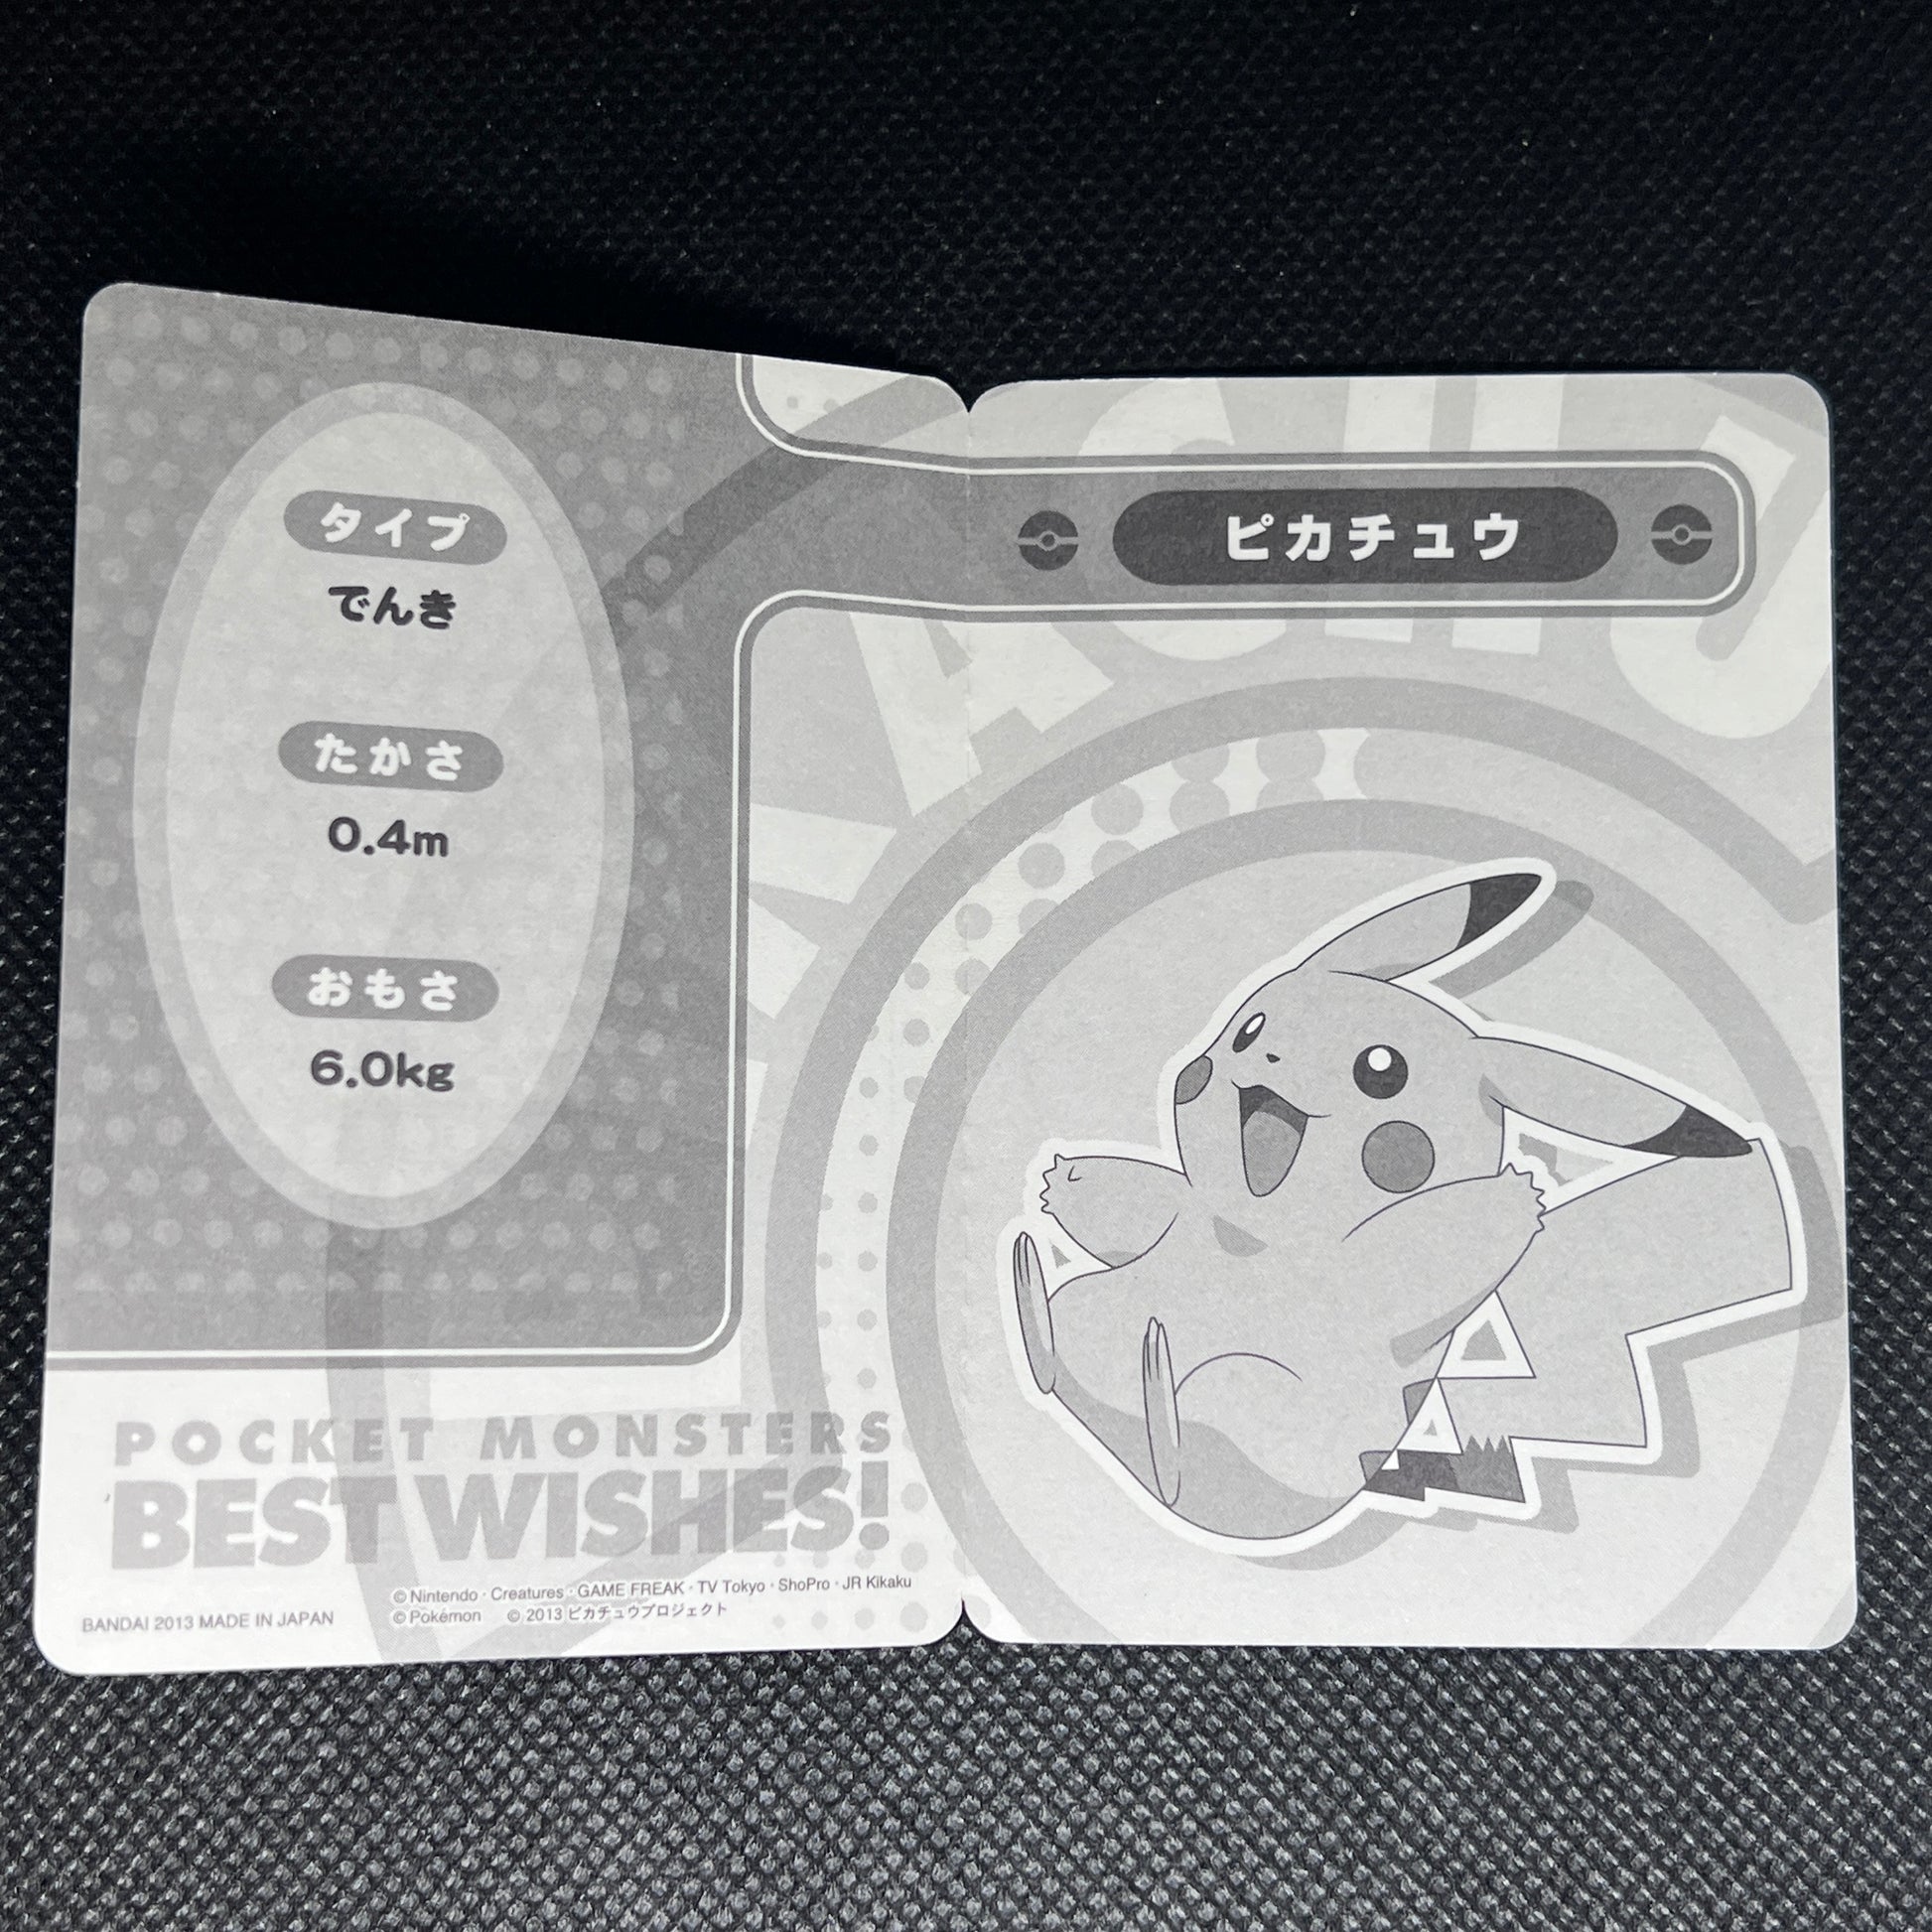 タイプ
でんき
たかさ
0.4m
おもさ
6.0kg
POCKET MONSTERS
BEST WISHES!
©Nintendo・Creatures・GAME FREAK・TV Tokyo・ShoPro・JR Kikaku
©Pokémon ©2013 ピカチュウプロジェクト
BANDAI 2013 MADE IN JAPAN
ピカチュウ